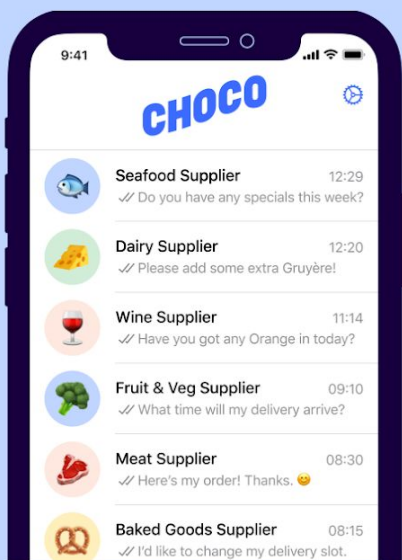 9:41
CHOCO
Seafood Supplier 12:29
Do you have any specials this week?
Dairy Supplier 12:20
Please add some extra Gruyère!
Wine Supplier 11:14
Have you got any Orange in today?
Fruit & Veg Supplier 09:10
What time will my delivery arrive?
Meat Supplier 08:30
Here's my order! Thanks. 😊
Baked Goods Supplier 08:15
I'd like to change my delivery slot.